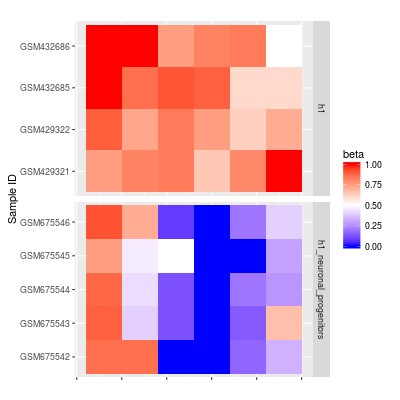 GSM432686
GSM432685
GSM429322
GSM429321
h1
GSM675546
GSM675545
GSM675544
GSM675543
GSM675542
h1_neuronal_progenitors
Sample ID
beta
1.00
0.75
0.50
0.25
0.00